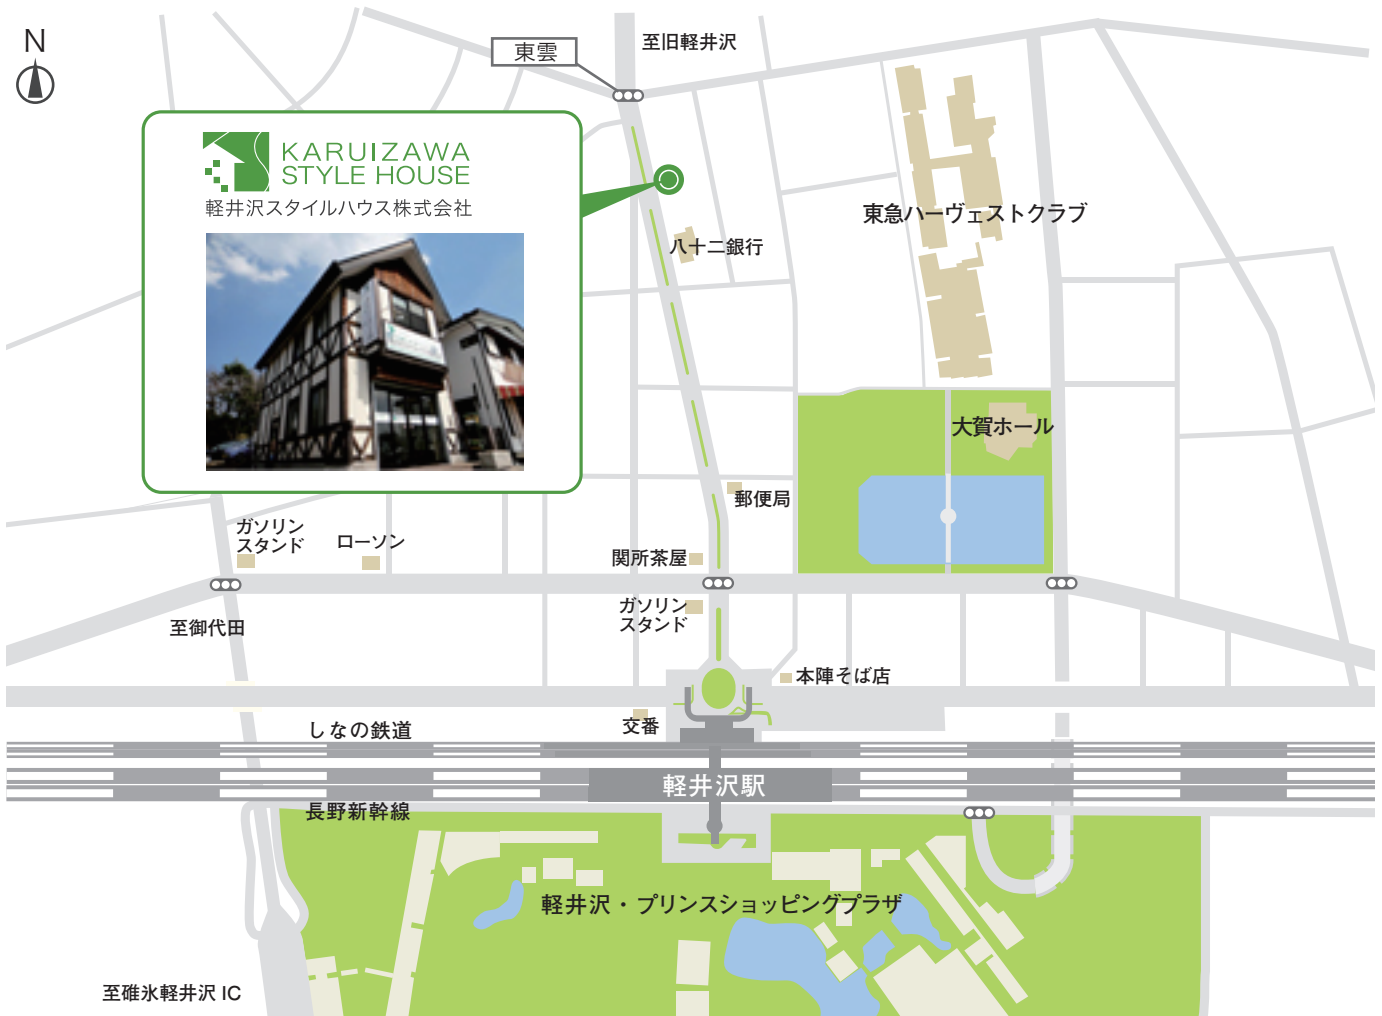 N
東雲
至旧軽井沢
KARUIZAWA
STYLE HOUSE
軽井沢スタイルハウス株式会社
東急ハーヴェストクラブ
八十二銀行
大賀ホール
郵便局
ガソリン
スタンド
ローソン
関所茶屋
ガソリン
スタンド
至御代田
本陣そば店
交番
しなの鉄道
軽井沢駅
長野新幹線
軽井沢・プリンスショッピングプラザ
至碓氷軽井沢 IC